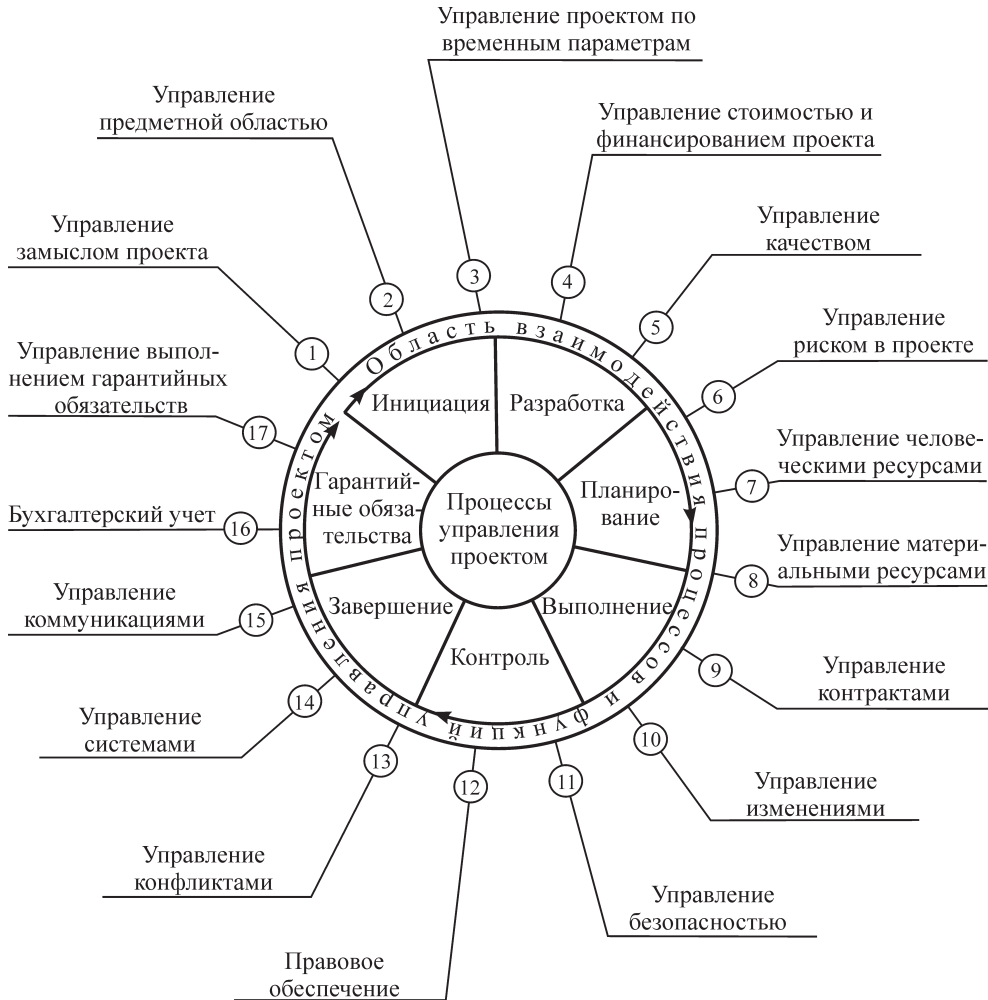 Управление проектом по
временным параметрам
3
Управление
предметной областью
2
Управление стоимостью и
финансированием проекта
4
Управление
замыслом проекта
1
Управление
качеством
5
Управление
риском в проекте
6
Управление выпол-
нением гарантийных
обязательств
17
Управление челове-
ческими ресурсами
7
Бухгалтерский учет
16
Управление матери-
альными ресурсами
8
Управление
коммуникациями
15
Управление
контрактами
9
Управление
системами
14
Управление
изменениями
10
Управление
конфликтами
13
Управление
безопасностью
11
Правовое
обеспечение
12
Область взаимодействия процессов и функций управления проектом
Инициация
Разработка
Планиро-
вание
Выполнение
Контроль
Завершение
Гарантий-
ные обяза-
тельства
Процессы
управления
проектом